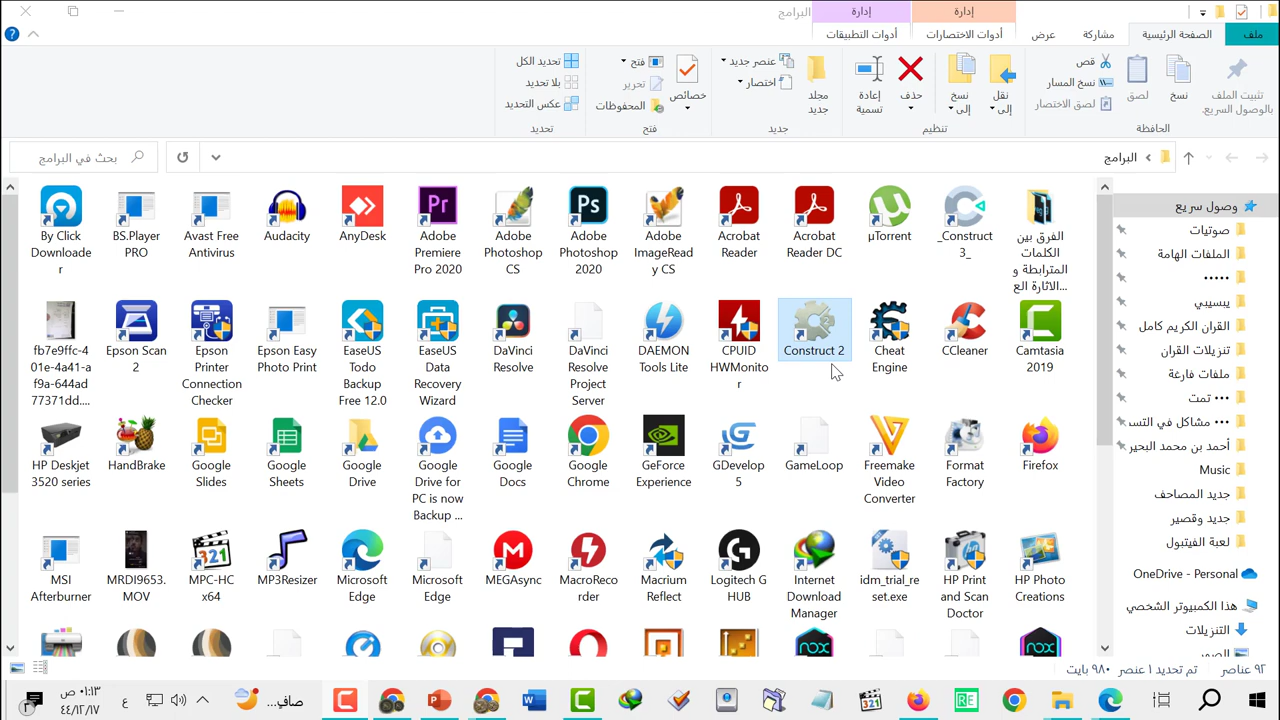 إدارة
إدارة
البرامج
ملف
الصفحة الرئيسية
مشاركة
عرض
أدوات الاختصارات
أدوات التطبيقات
تثبيت الملف
بالوصول السريع.
نسخ
لصق
قص
نسخ المسار
لصق الاختصار
الحافظة
نقل
إلى
نسخ
إلى
حذف
إعادة
تسمية
تنظيم
مجلد
جديد
عنصر جديد
اختصار
جديد
خصائص
فتح
تحرير
المحفوظات
فتح
تحديد الكل
بلا تحديد
عكس التحديد
تحديد
البرامج
بحث في البرامج
وصول سريع
صوتيات
الملفات الهامة
•••••
يبسيبي
القران الكريم كامل
تنزيلات القران
ملفات فارغة
••• تمت
••• مشاكل في التس
أحمد بن محمد البحير
Music
جديد المصاحف
جديد وقصير
لعبة الفيتبول
OneDrive - Personal
هذا الكمبيوتر الشخصي
التنزيلات
الصور
الفرق بين
الكلمات
المترابطة و
الاثارة الع...
_Construct
3_
µTorrent
Acrobat
Reader DC
Acrobat
Reader
Adobe
ImageRead
y CS
Adobe
Photoshop
2020
Adobe
Photoshop
CS
Adobe
Premiere
Pro 2020
AnyDesk
Audacity
Avast Free
Antivirus
BS.Player
PRO
By Click
Downloade
r
Camtasia
2019
CCleaner
Cheat
Engine
Construct 2
CPUID
HWMonito
r
DAEMON
Tools Lite
DaVinci
Resolve
Project
Server
DaVinci
Resolve
EaseUS
Data
Recovery
Wizard
EaseUS
Todo
Backup
Free 12.0
Epson Easy
Photo Print
Epson
Printer
Connection
Checker
Epson Scan
2
fb7e9ffc-4
01e-4a41-a
f9a-644ad
77371dd....
Firefox
Format
Factory
Freemake
Video
Converter
GameLoop
GDevelop
5
GeForce
Experience
Google
Chrome
Google
Docs
Google
Drive for
PC is now
Backup ...
Google
Drive
Google
Sheets
Google
Slides
HandBrake
HP Deskjet
3520 series
HP Photo
Creations
HP Print
and Scan
Doctor
idm_trial_re
set.exe
Internet
Download
Manager
Logitech G
HUB
Macrium
Reflect
MacroReco
rder
MEGAsync
Microsoft
Edge
Microsoft
Edge
MP3Resizer
MPC-HC
x64
MRDI9653.
MOV
MSI
Afterburner
٩٢ عناصر
تم تحديد ١ عنصر ٩٨٠ بايت
صاف..
ع
٠١:١٣ ص
٤٤/١٢/١٧